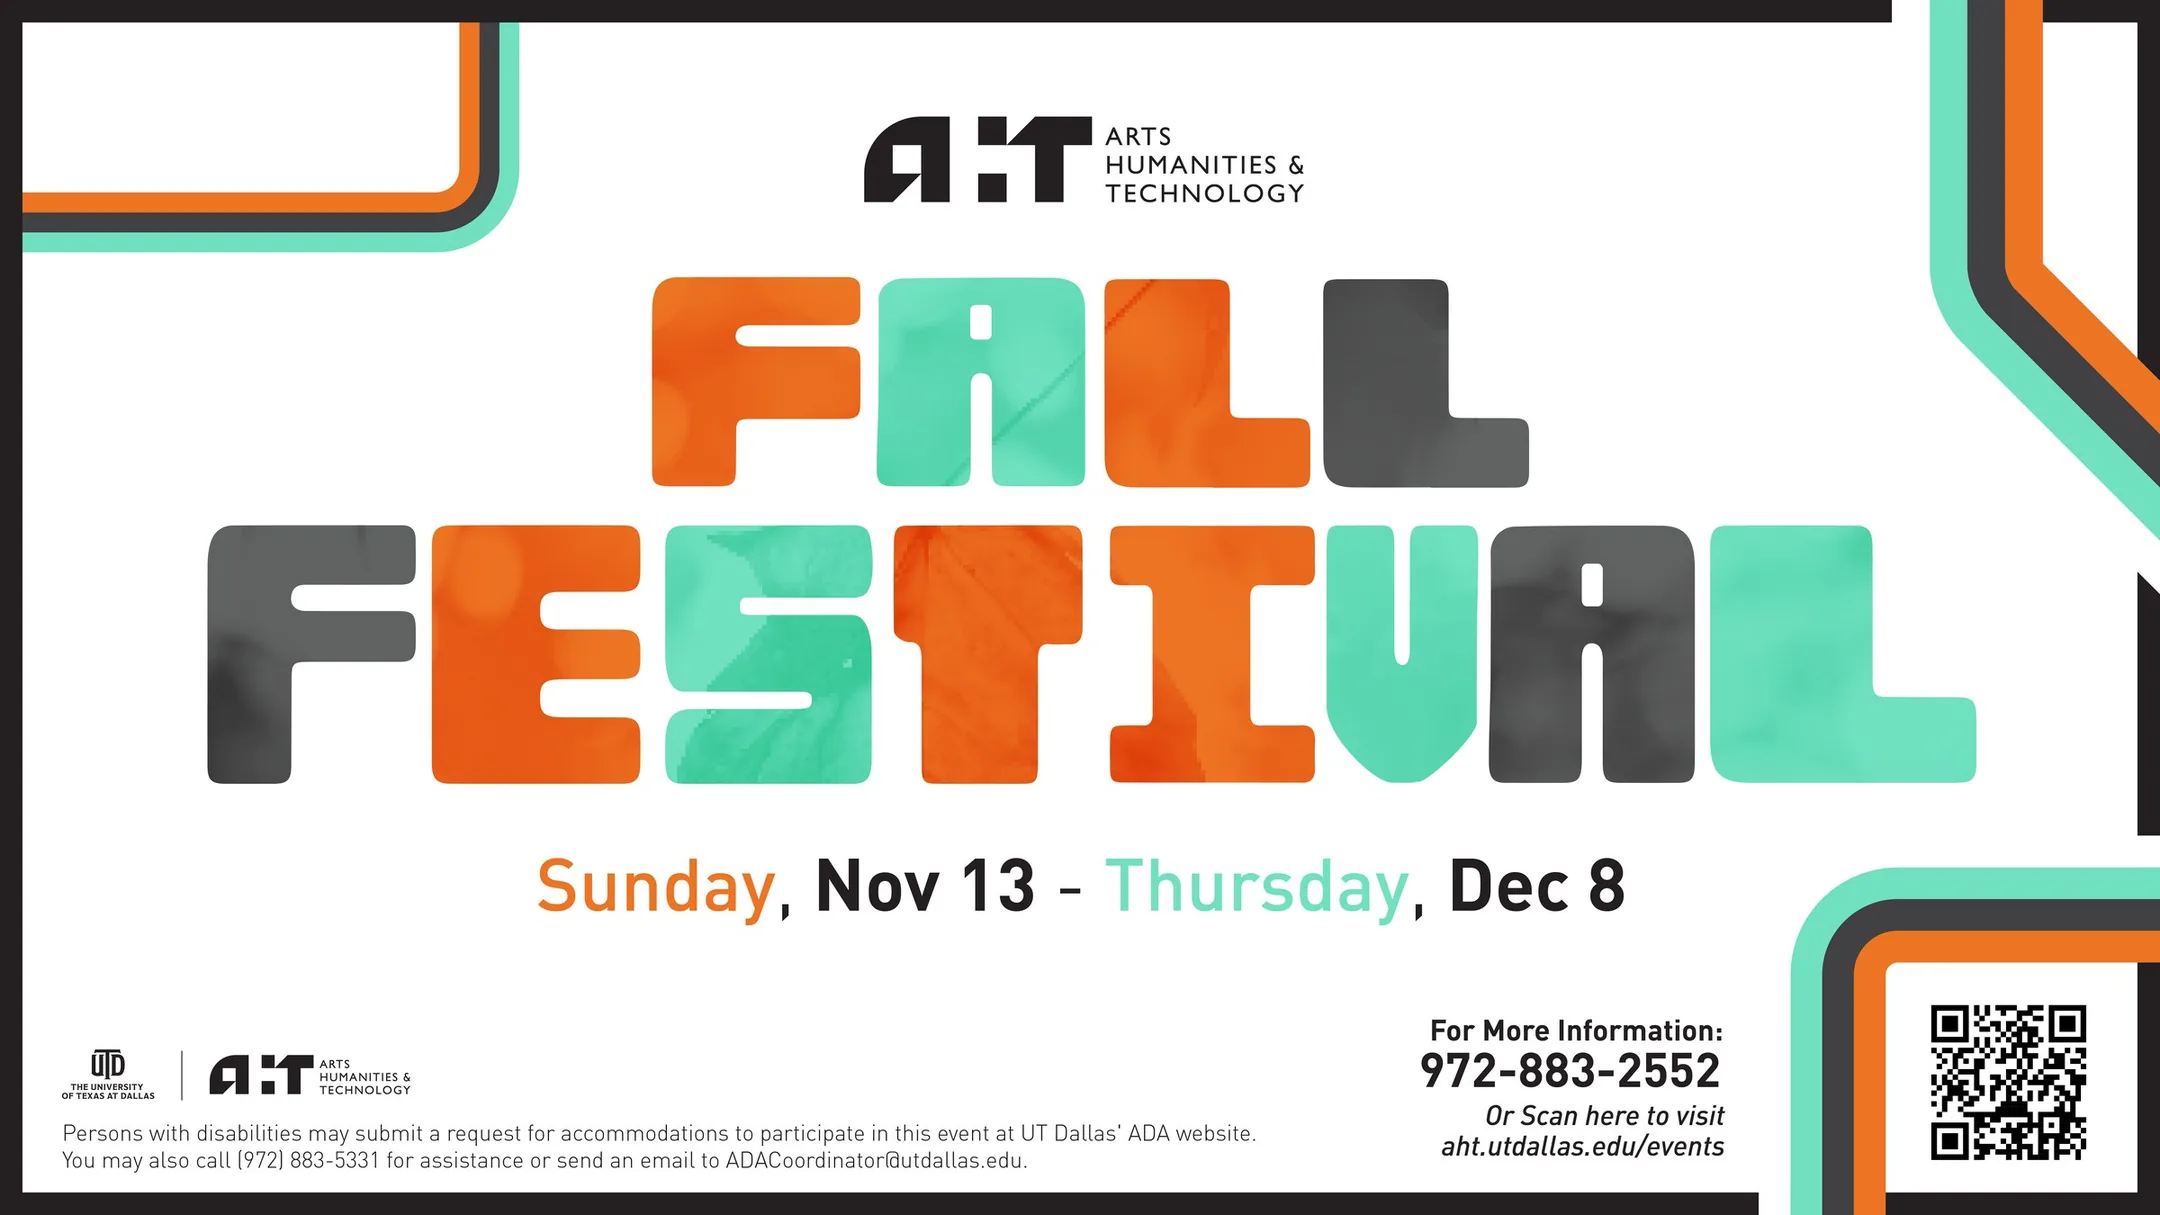 ARTS
HUMANITIES &
TECHNOLOGY
FALL
FESTIVAL
Sunday, Nov 13 - Thursday, Dec 8
For More Information:
972-883-2552
Or Scan here to visit
aht.utdallas.edu/events
UTD
THE UNIVERSITY
OF TEXAS AT DALLAS
AHT
ARTS
HUMANITIES &
TECHNOLOGY
Persons with disabilities may submit a request for accommodations to participate in this event at UT Dallas' ADA website.
You may also call (972) 883-5331 for assistance or send an email to ADACoordinator@utdallas.edu.